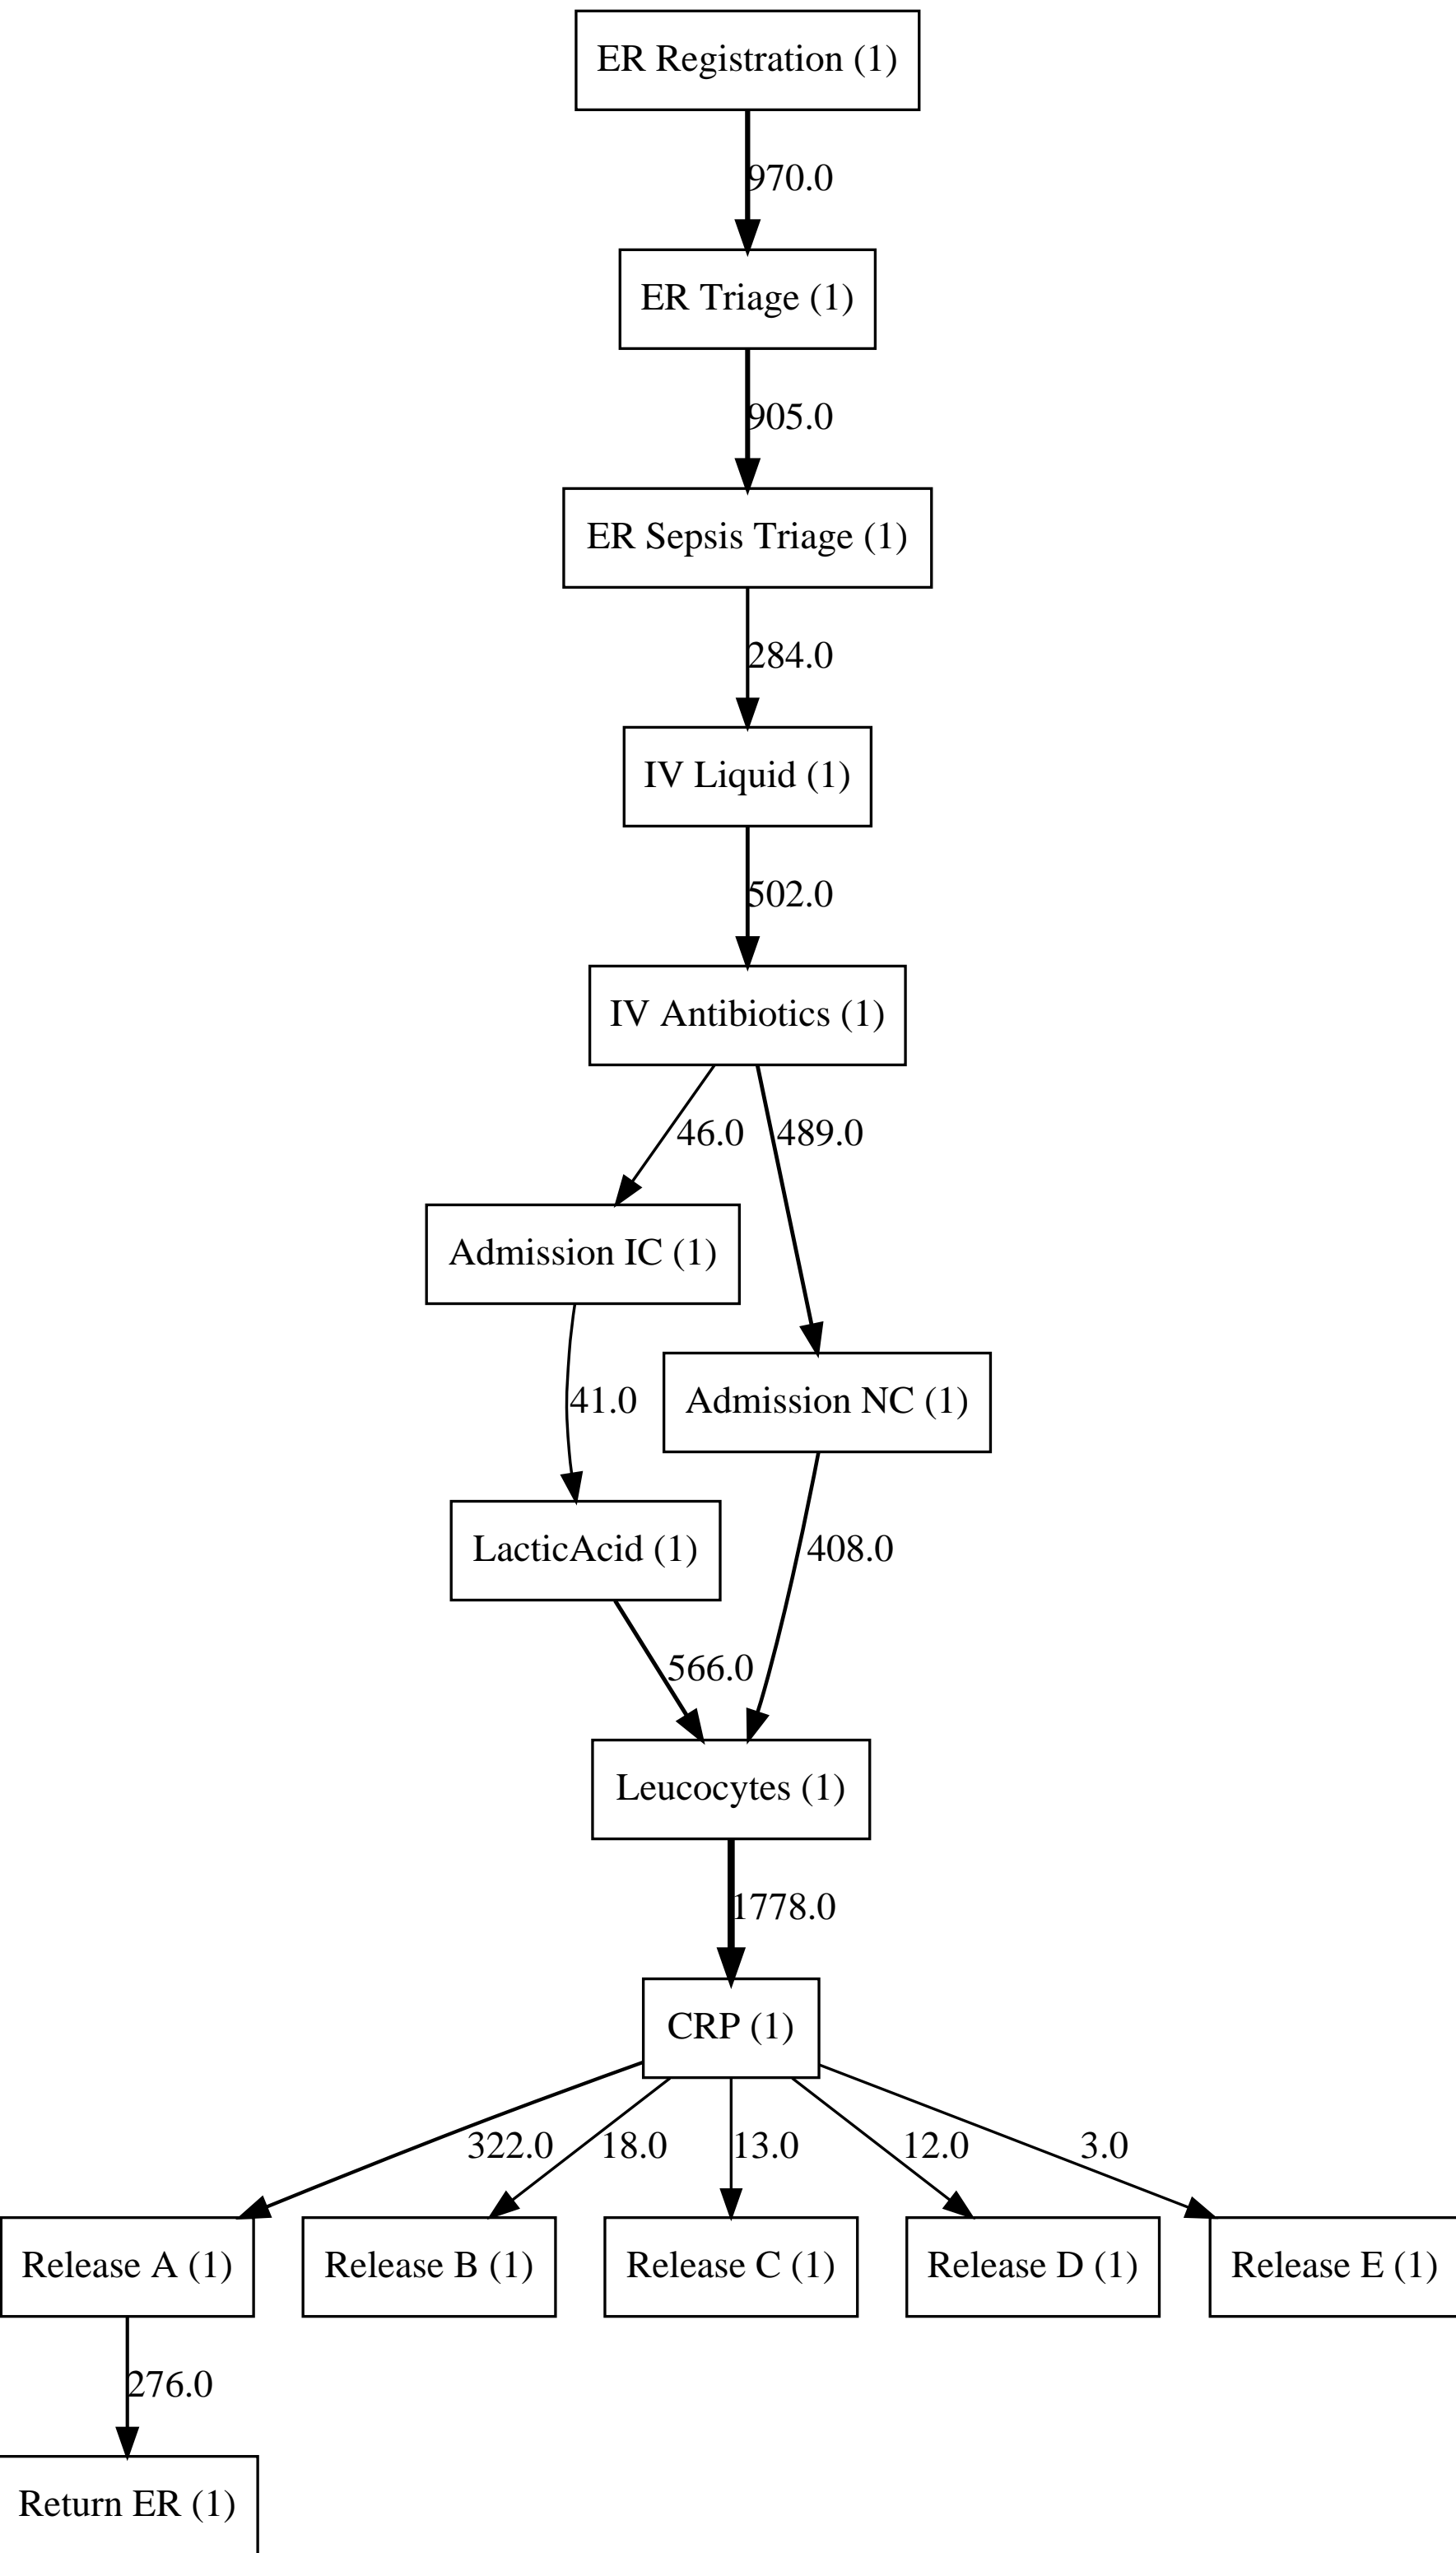 ER Registration (1)
970.0
ER Triage (1)
905.0
ER Sepsis Triage (1)
284.0
IV Liquid (1)
502.0
IV Antibiotics (1)
46.0
489.0
Admission IC (1)
41.0
Admission NC (1)
LacticAcid (1)
408.0
566.0
Leucocytes (1)
1778.0
CRP (1)
322.0
18.0
13.0
12.0
3.0
Release A (1)
Release B (1)
Release C (1)
Release D (1)
Release E (1)
276.0
Return ER (1)